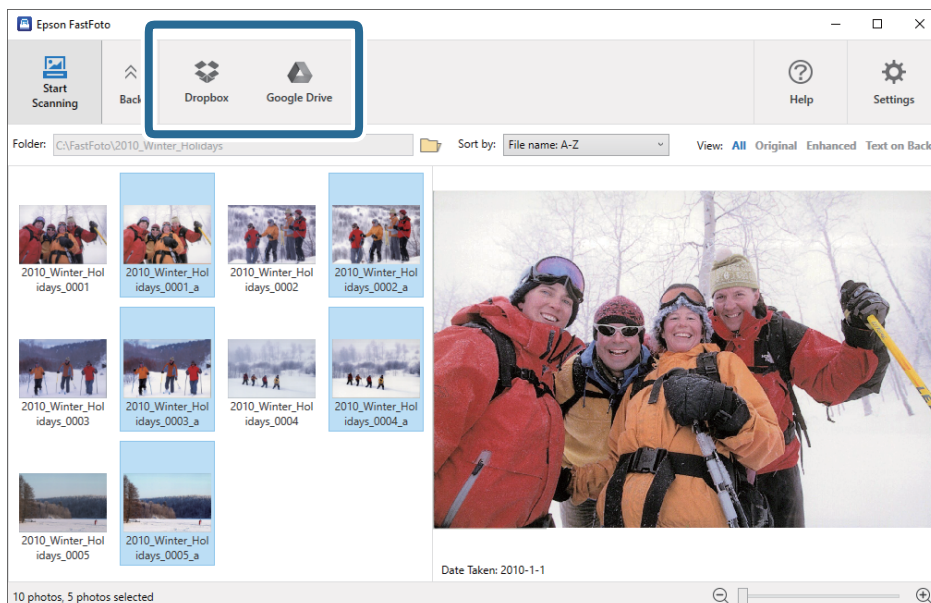 Epson FastFoto
Start
Scanning
Back
Dropbox
Google Drive
Help
Settings
Folder: C:\FastFoto\2010_Winter_Holidays
Sort by: File name: A-Z
View: All Original Enhanced Text on Back
2010_Winter_Hol
idays_0001
2010_Winter_Hol
idays_0001_a
2010_Winter_Hol
idays_0002
2010_Winter_Hol
idays_0002_a
2010_Winter_Hol
idays_0003
2010_Winter_Hol
idays_0003_a
2010_Winter_Hol
idays_0004
2010_Winter_Hol
idays_0004_a
2010_Winter_Hol
idays_0005
2010_Winter_Hol
idays_0005_a
Date Taken: 2010-1-1
10 photos, 5 photos selected